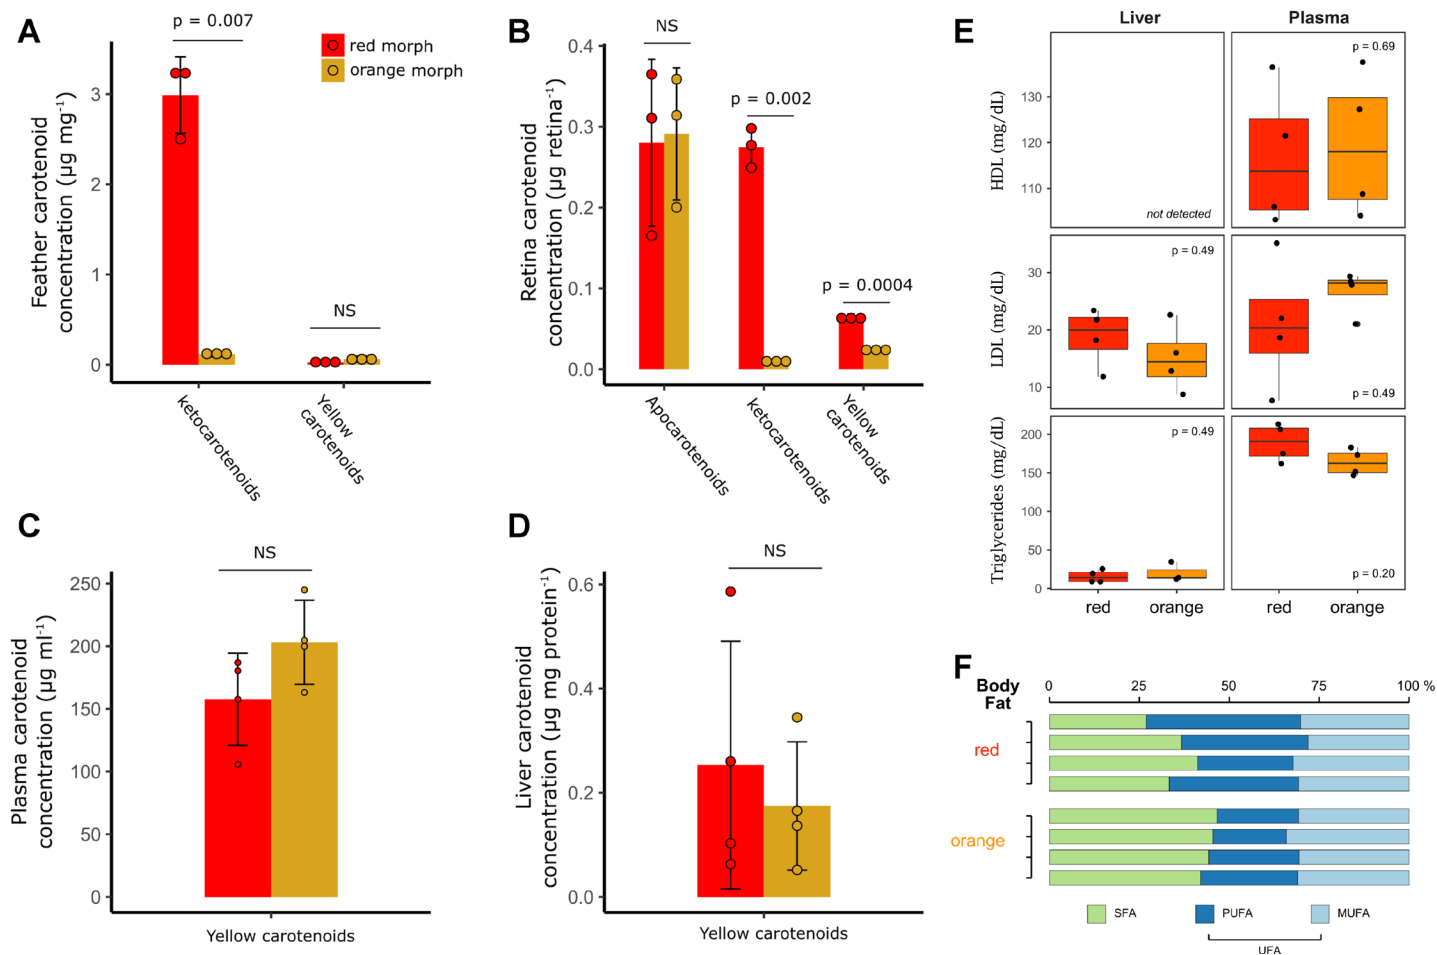 A
p = 0.007
red morph
orange morph
NS
Feather carotenoid
concentration (µg mg⁻¹)
3
2
1
0
ketocarotenoids
Yellow
carotenoids
B
NS
p = 0.002
p = 0.0004
Retina carotenoid
concentration (µg retina⁻¹)
0.4
0.3
0.2
0.1
0.0
Apocarotenoids
ketocarotenoids
Yellow
carotenoids
C
NS
Plasma carotenoid
concentration (µg ml⁻¹)
250
200
150
100
50
0
Yellow carotenoids
D
NS
Liver carotenoid
concentration (µg mg protein⁻¹)
0.6
0.4
0.2
0.0
Yellow carotenoids
E
Liver
Plasma
HDL (mg/dL)
130
120
110
not detected
p = 0.69
LDL (mg/dL)
30
20
10
p = 0.49
p = 0.49
Triglycerides (mg/dL)
200
150
100
50
0
p = 0.49
p = 0.20
red
orange
red
orange
F
Body
Fat
0
25
50
75
100 %
red
orange
SFA
PUFA
MUFA
UFA